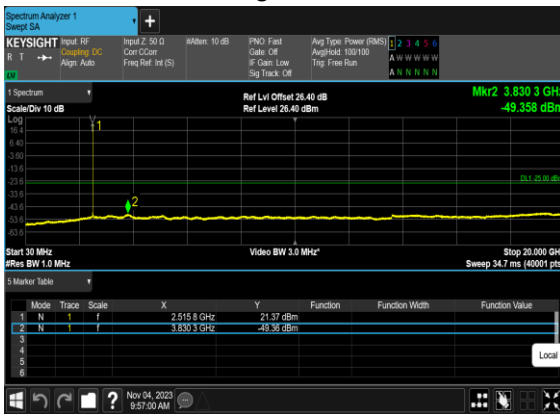 Spectrum Analyzer 1
Swept SA
KEYSIGHT Input: RF
R T Coupling: DC
Align: Auto
LV
Input Z: 50 Ω
Corr CCorr
Freq Ref: Int (S)
#Atten: 10 dB
PNO: Fast
Gate: Off
IF Gain: Low
Sig Track: Off
Avg Type: Power (RMS)
Avg|Hold: 100/100
Trig: Free Run
1 2 3 4 5 6
A W W W W W
A N N N N N
1 Spectrum
Scale/Div 10 dB
Ref Lvl Offset 26.40 dB
Ref Level 26.40 dBm
Mkr2 3.830 3 GHz
-49.358 dBm
Log
16.4
6.40
-3.60
-13.6
-23.6
-33.6
-43.6
-53.6
-63.6
1
2
DL1 -25.00 dBm
Start 30 MHz
#Res BW 1.0 MHz
Video BW 3.0 MHz*
Stop 20.000 GH
Sweep 34.7 ms (40001 pts
5 Marker Table
Mode Trace Scale X Y Function Function Width Function Value
1 N 1 f 2.515 8 GHz 21.37 dBm
2 N 1 f 3.830 3 GHz -49.36 dBm
3
4
5
6
Local
? Nov 04, 2023
9:57:00 AM